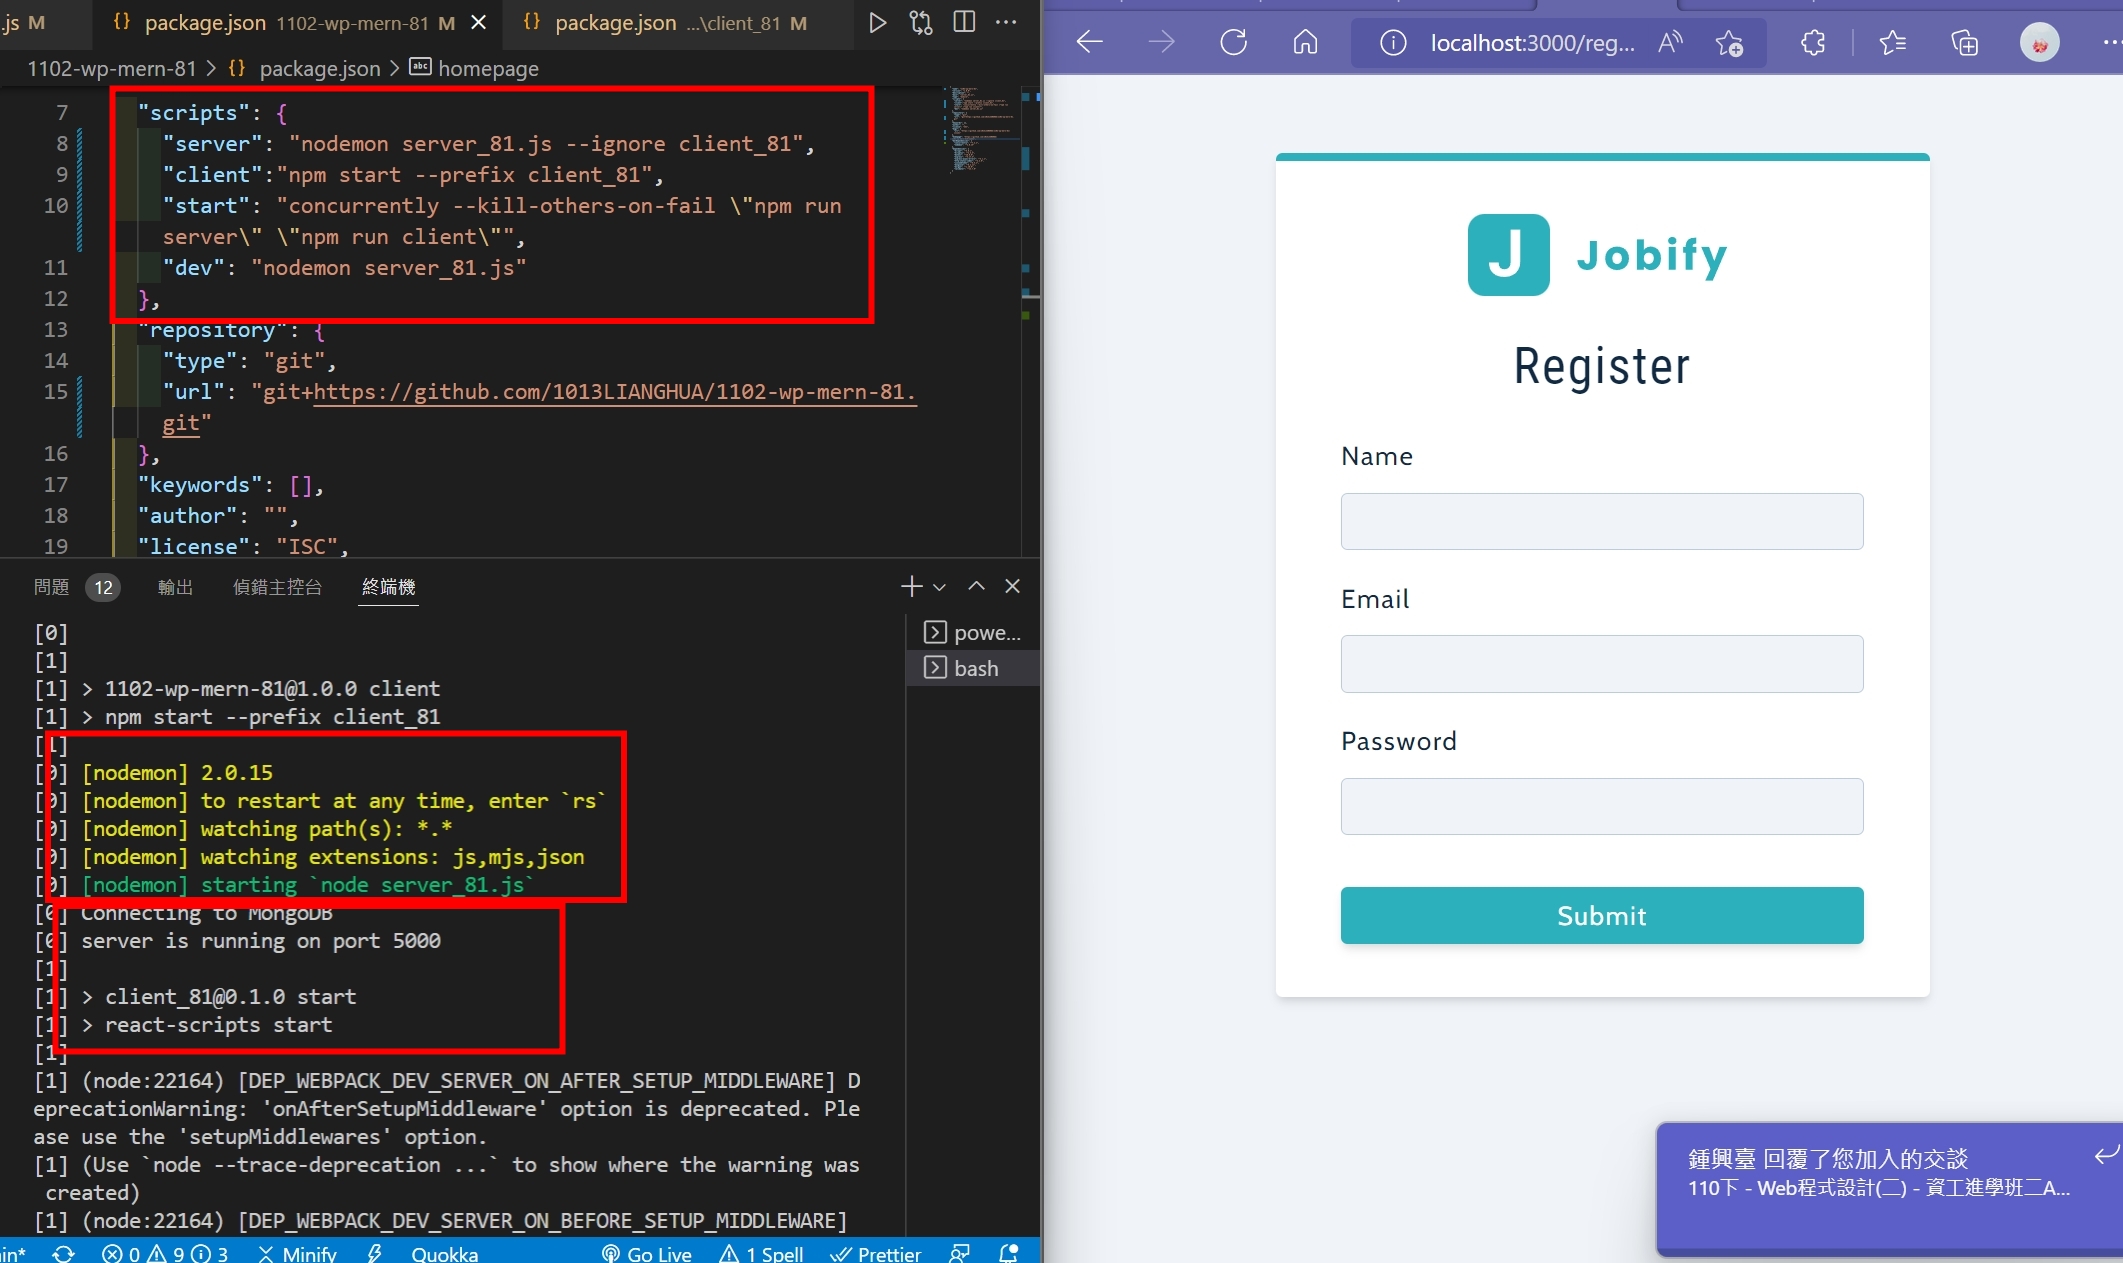 .js M
{} package.json 1102-wp-mern-81 M
{} package.json ...\client_81 M
1102-wp-mern-81 > {} package.json > abc homepage
7 "scripts": {
8 "server": "nodemon server_81.js --ignore client_81",
9 "client":"npm start --prefix client_81",
10 "start": "concurrently --kill-others-on-fail \"npm run
server\" \"npm run client\"",
11 "dev": "nodemon server_81.js"
12 },
13 "repository": {
14 "type": "git",
15 "url": "git+https://github.com/1013LIANGHUA/1102-wp-mern-81.
git"
16 },
17 "keywords": [],
18 "author": "",
19 "license": "ISC",
問題 12 輸出 偵錯主控台 終端機
powe...
bash
[0]
[1]
[1] > 1102-wp-mern-81@1.0.0 client
[1] > npm start --prefix client_81
[1]
[0] [nodemon] 2.0.15
[0] [nodemon] to restart at any time, enter `rs`
[0] [nodemon] watching path(s): *.*
[0] [nodemon] watching extensions: js,mjs,json
[0] [nodemon] starting `node server_81.js`
[0] Connecting to MongoDB
[0] server is running on port 5000
[1]
[1] > client_81@0.1.0 start
[1] > react-scripts start
[1]
[1] (node:22164) [DEP_WEBPACK_DEV_SERVER_ON_AFTER_SETUP_MIDDLEWARE] D
eprecationWarning: 'onAfterSetupMiddleware' option is deprecated. Ple
ase use the 'setupMiddlewares' option.
[1] (Use `node --trace-deprecation ...` to show where the warning was
created)
[1] (node:22164) [DEP_WEBPACK_DEV_SERVER_ON_BEFORE_SETUP_MIDDLEWARE]
in* 0 9 3 Minify Quokka Go Live 1 Spell Prettier
localhost:3000/reg...
J Jobify
Register
Name
Email
Password
Submit
鍾興臺 回覆了您加入的交談
110下 - Web程式設計(二) - 資工進學班二A...